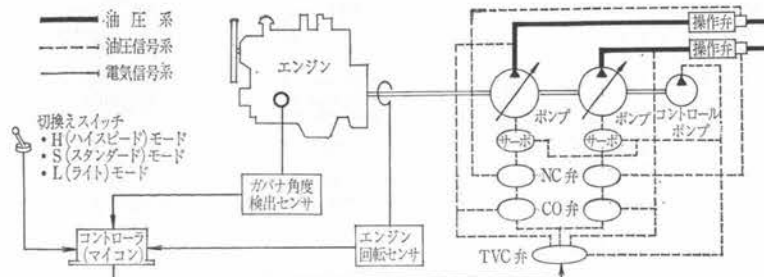 油圧系
油圧信号系
電気信号系
エンジン
操作弁
操作弁
ポンプ
ポンプ
コントロール
ポンプ
サーボ
サーボ
切換えスイッチ
・H(ハイスピード)モード
・S(スタンダード)モード
・L(ライト)モード
NC弁
CO弁
TVC弁
ガバナ角度
検出センサ
コントローラ
(マイコン)
エンジン
回転センサ